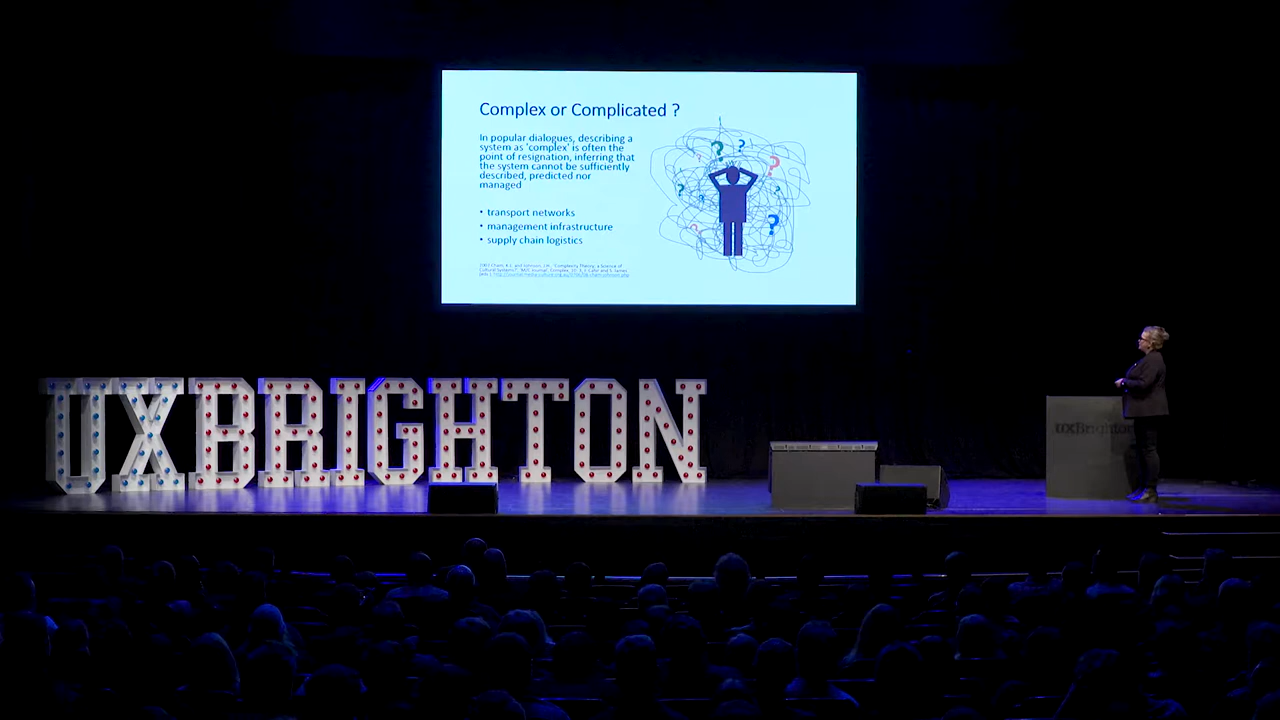 Complex or Complicated ?
In popular dialogues, describing a
system as 'complex' is often the
point of resignation, inferring that
the system cannot be sufficiently
described, predicted nor
managed
• transport networks
• management infrastructure
• supply chain logistics
UXBRIGHTON
uxBrighton